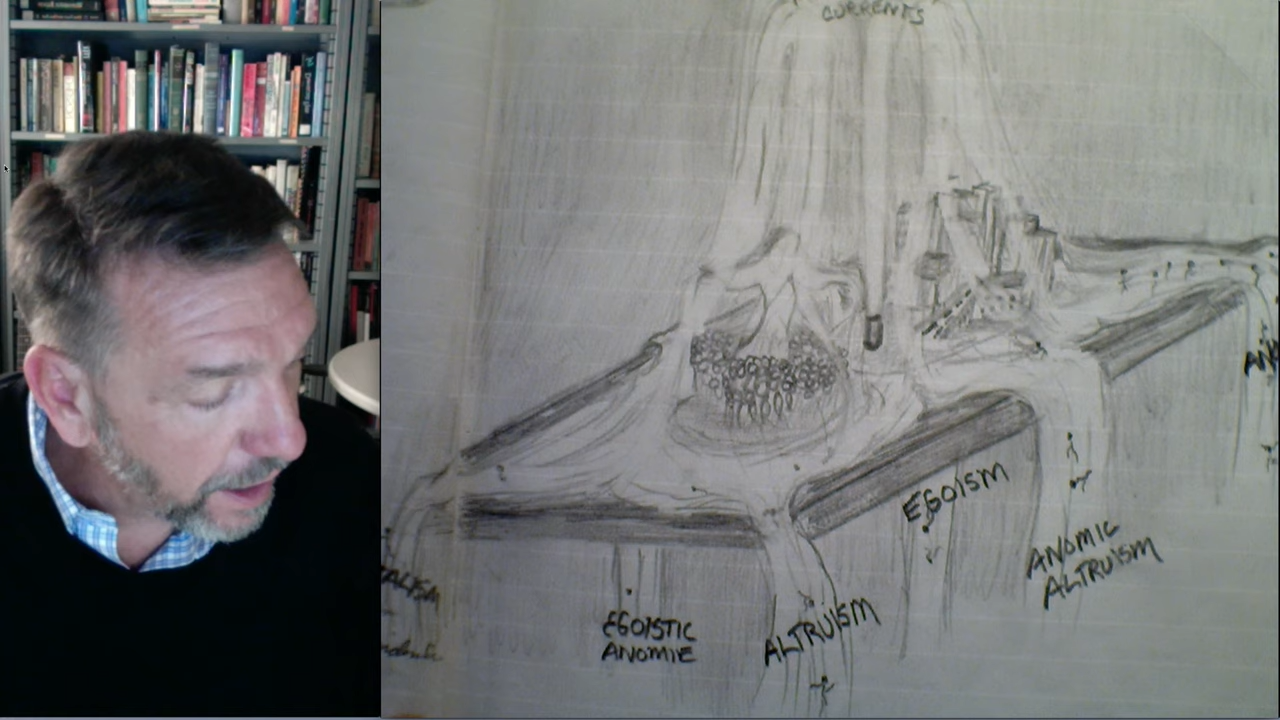 CURRENTS
EGOISM
ANOMIC
ALTRUISM
EGOISTIC
ANOMIE
ALTRUISM